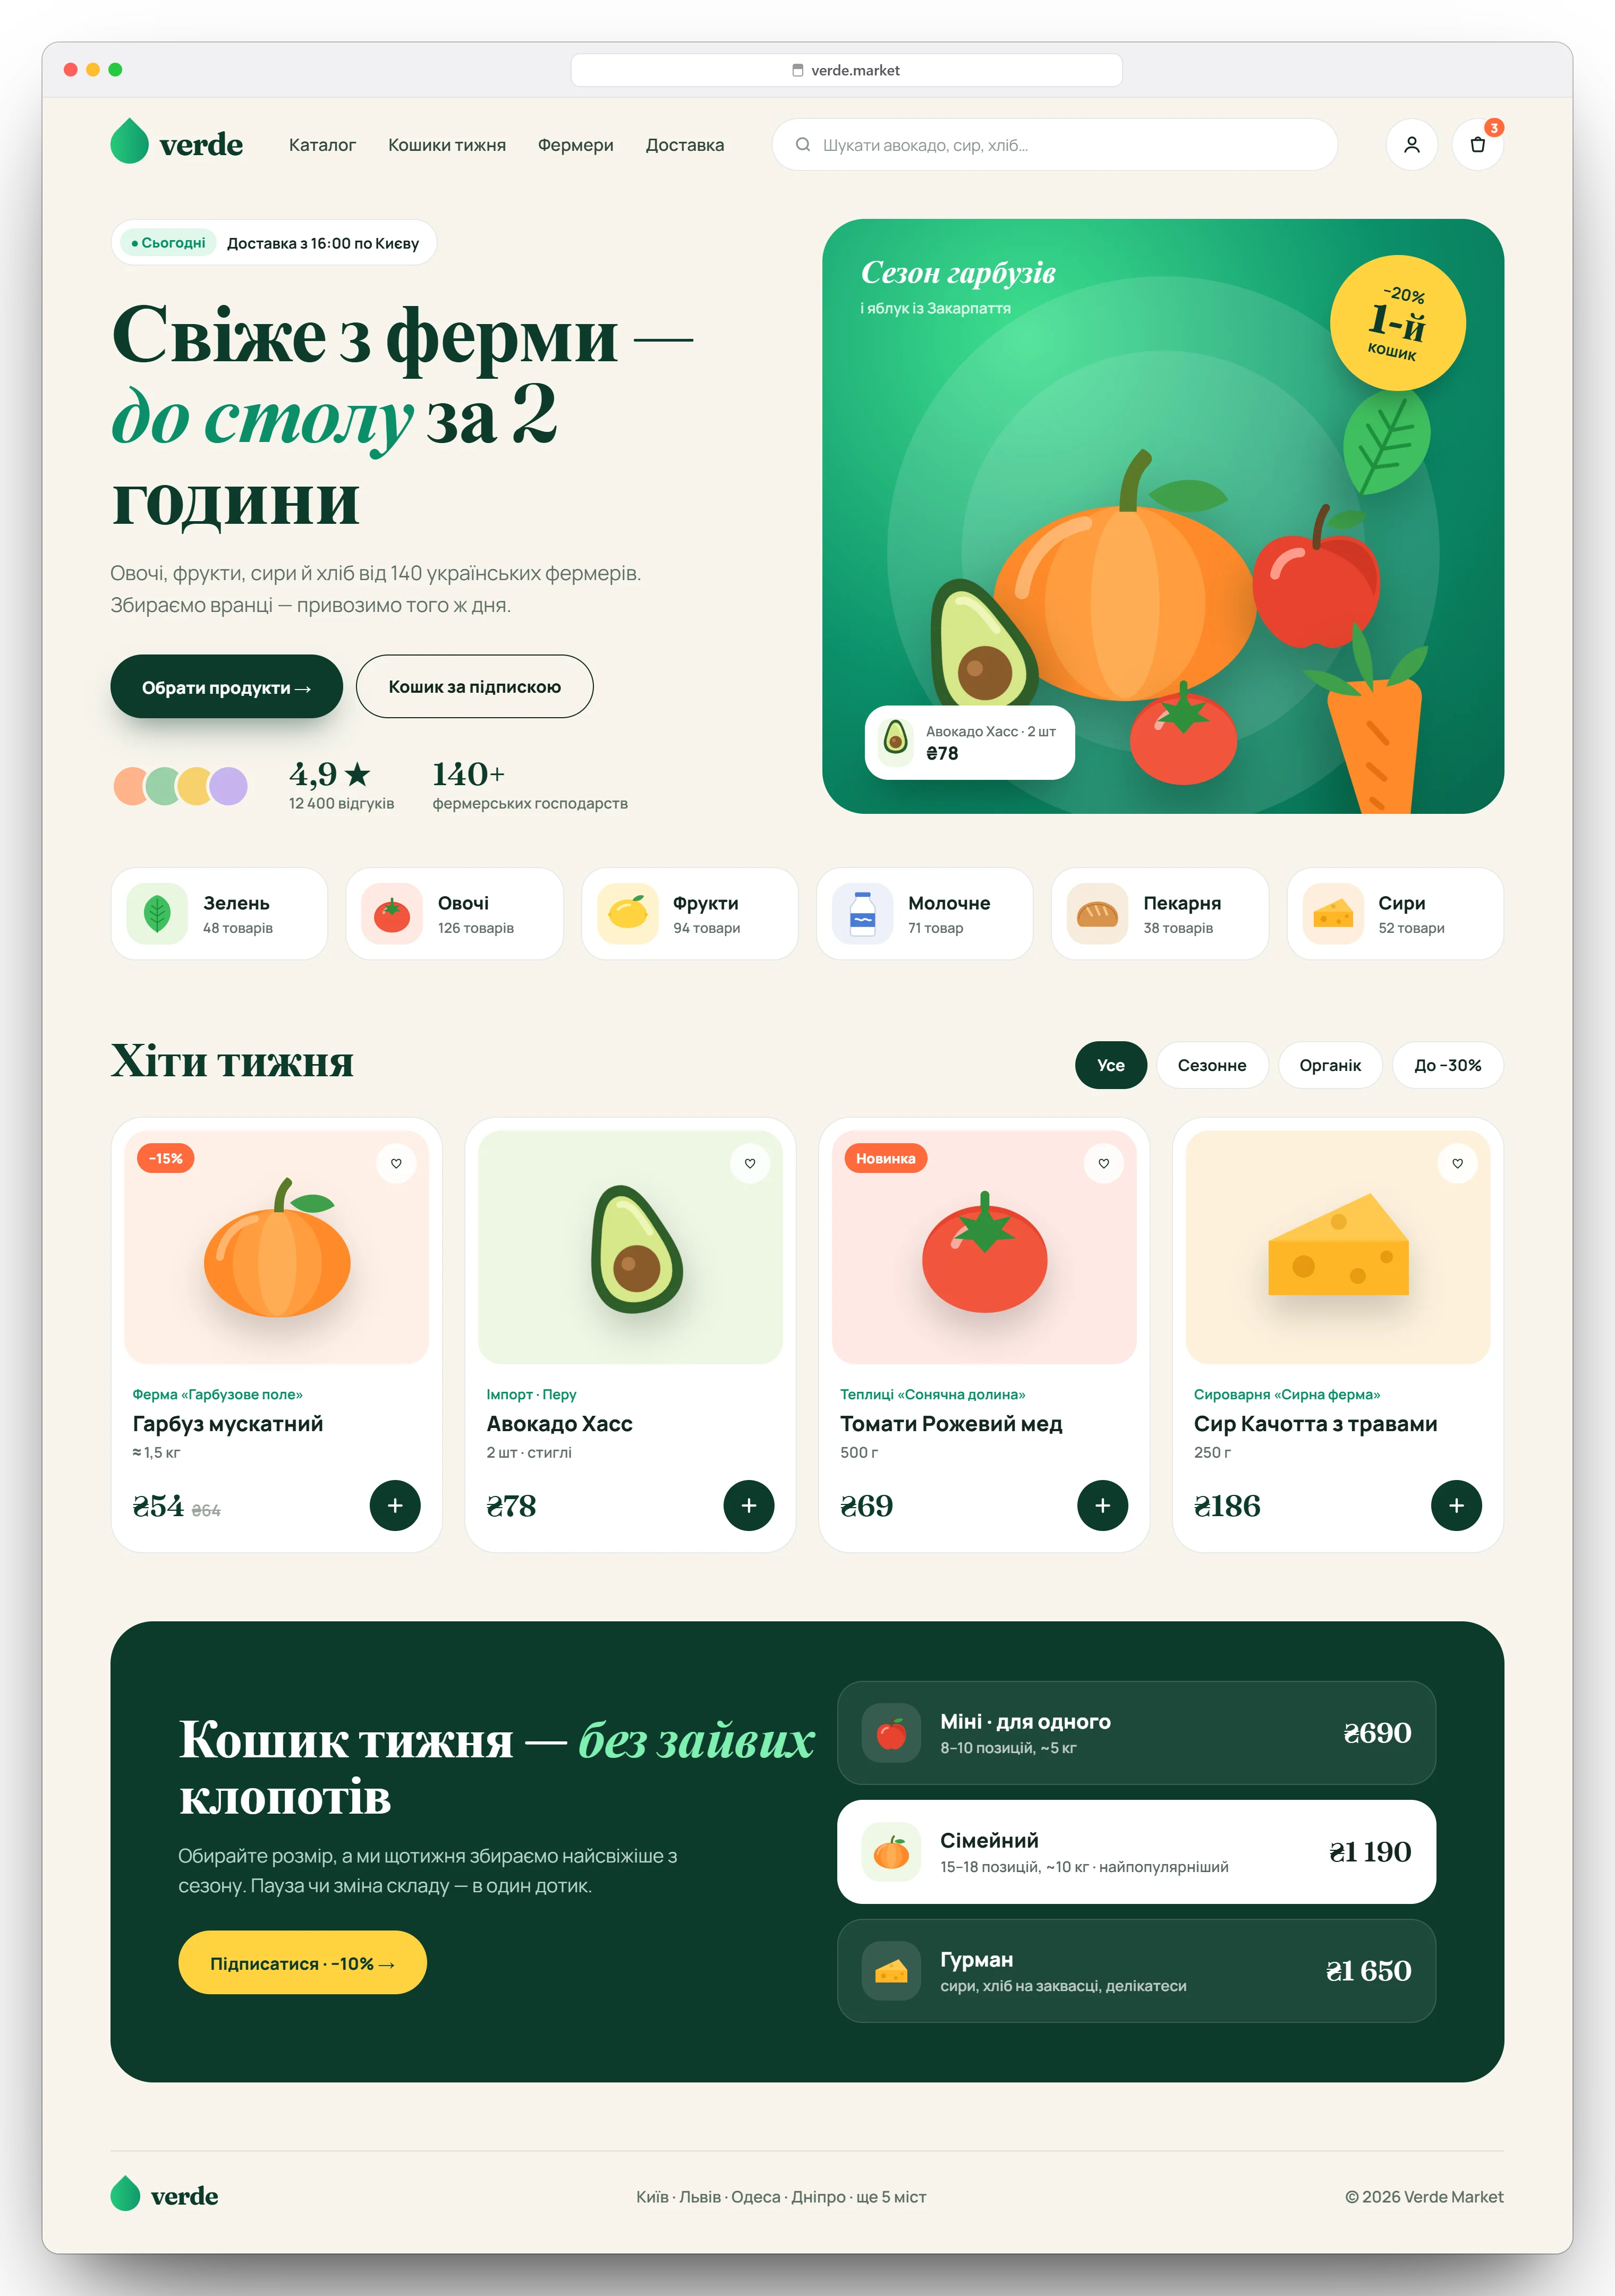 verde.market
verde
Каталог
Кошики тижня
Фермери
Доставка
Шукати авокадо, сир, хліб...
3
Сьогодні
Доставка з 16:00 по Києву
Свіже з ферми —
до столу за 2
години
Овочі, фрукти, сири й хліб від 140 українських фермерів.
Збираємо вранці — привозимо того ж дня.
Обрати продукти →
Кошик за підпискою
4,9 ★
12 400 відгуків
140+
фермерських господарств
Сезон гарбузів
і яблук із Закарпаття
−20%
1-й
кошик
Авокадо Хасс · 2 шт
₴78
Зелень
48 товарів
Овочі
126 товарів
Фрукти
94 товари
Молочне
71 товар
Пекарня
38 товарів
Сири
52 товари
Хіти тижня
Усе
Сезонне
Органік
До −30%
−15%
Ферма «Гарбузове поле»
Гарбуз мускатний
≈ 1,5 кг
₴54 ₴64
+
Імпорт · Перу
Авокадо Хасс
2 шт · стиглі
₴78
+
Новинка
Теплиці «Сонячна долина»
Томати Рожевий мед
500 г
₴69
+
Сироварня «Сирна ферма»
Сир Качотта з травами
250 г
₴186
+
Кошик тижня — без зайвих
клопотів
Обирайте розмір, а ми щотижня збираємо найсвіжіше з
сезону. Пауза чи зміна складу — в один дотик.
Підписатися · −10% →
Міні · для одного
8–10 позицій, ~5 кг
₴690
Сімейний
15–18 позицій, ~10 кг · найпопулярніший
₴1 190
Гурман
сири, хліб на заквасці, делікатеси
₴1 650
verde
Київ · Львів · Одеса · Дніпро · ще 5 міст
© 2026 Verde Market